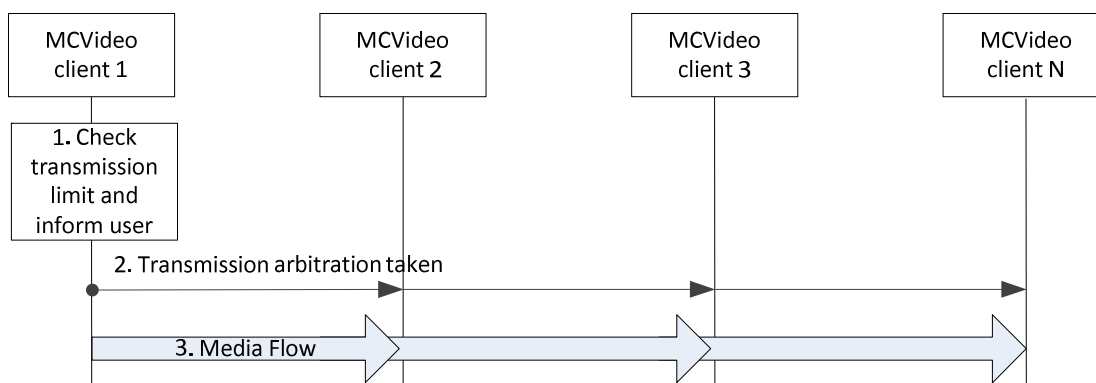 MCVideo
client 1
MCVideo
client 2
MCVideo
client 3
MCVideo
client N
1. Check
transmission
limit and
inform user
2. Transmission arbitration taken
3. Media Flow